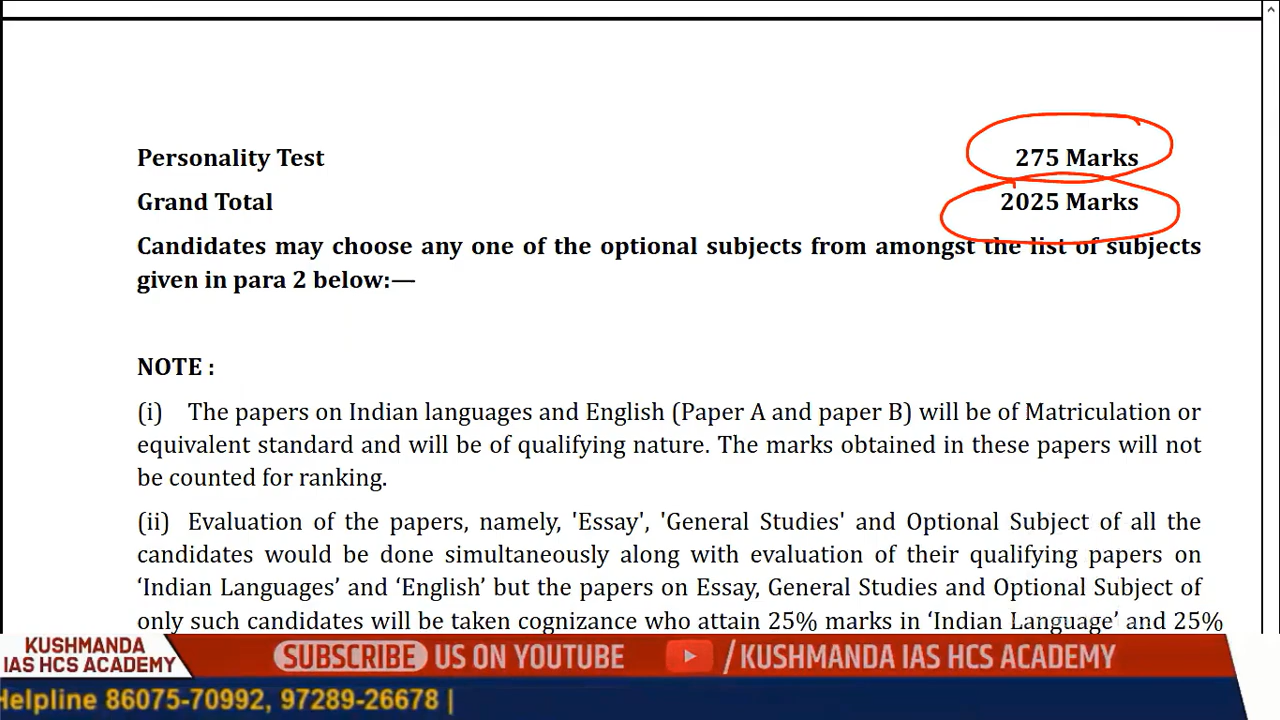 Personality Test 275 Marks
Grand Total 2025 Marks
Candidates may choose any one of the optional subjects from amongst the list of subjects
given in para 2 below:—
NOTE :
(i) The papers on Indian languages and English (Paper A and paper B) will be of Matriculation or
equivalent standard and will be of qualifying nature. The marks obtained in these papers will not
be counted for ranking.
(ii) Evaluation of the papers, namely, 'Essay', 'General Studies' and Optional Subject of all the
candidates would be done simultaneously along with evaluation of their qualifying papers on
‘Indian Languages’ and ‘English’ but the papers on Essay, General Studies and Optional Subject of
only such candidates will be taken cognizance who attain 25% marks in ‘Indian Language’ and 25%
KUSHMANDA
IAS HCS ACADEMY
SUBSCRIBE US ON YOUTUBE /KUSHMANDA IAS HCS ACADEMY
Helpline 86075-70992, 97289-26678 |